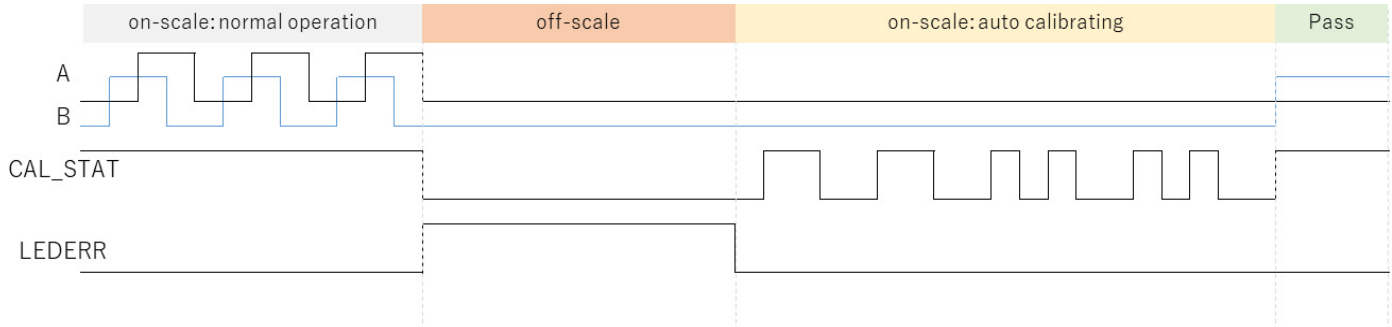 on-scale: normal operation
off-scale
on-scale: auto calibrating
Pass
A
B
CAL_STAT
LEDERR